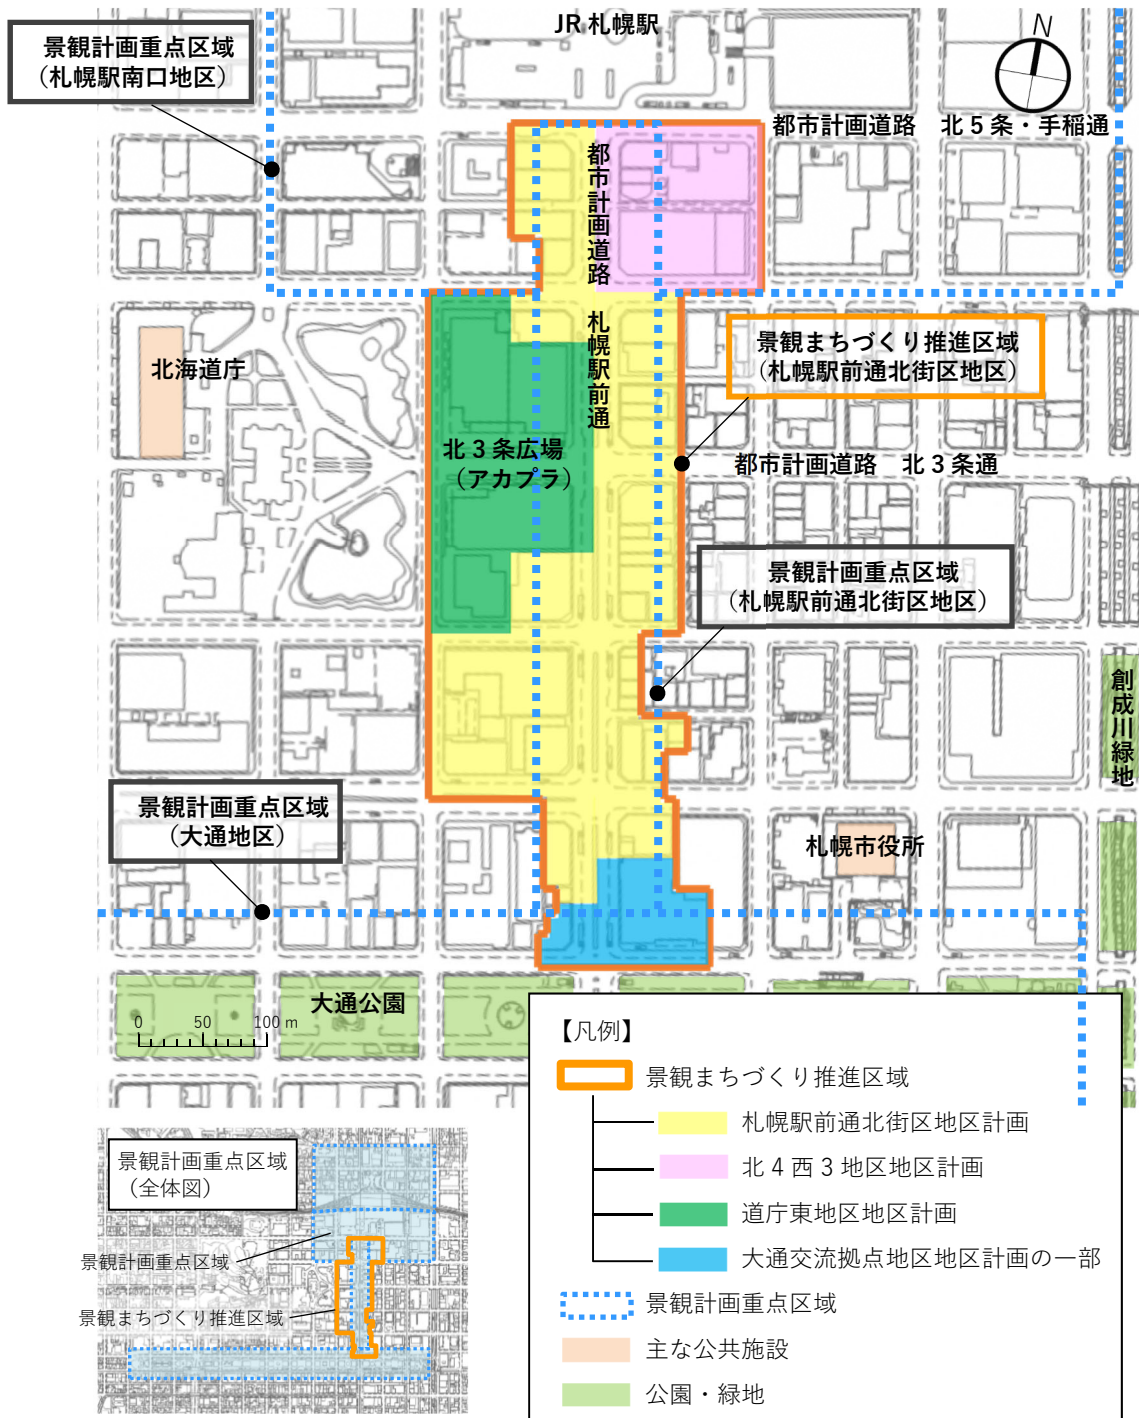 JR 札幌駅
N
景観計画重点区域
（札幌駅南口地区）
都市計画道路　北５条・手稲通
都市計画道路　札幌駅前通
景観まちづくり推進区域
（札幌駅前通北街区地区）
北海道庁
北３条広場
（アカプラ）
都市計画道路　北３条通
景観計画重点区域
（札幌駅前通北街区地区）
創成川緑地
景観計画重点区域
（大通地区）
札幌市役所
大通公園
0 50 100 m
【凡例】
景観まちづくり推進区域
札幌駅前通北街区地区計画
北４西３地区地区計画
道庁東地区地区計画
大通交流拠点地区地区計画の一部
景観計画重点区域
主な公共施設
公園・緑地
景観計画重点区域
（全体図）
景観計画重点区域
景観まちづくり推進区域